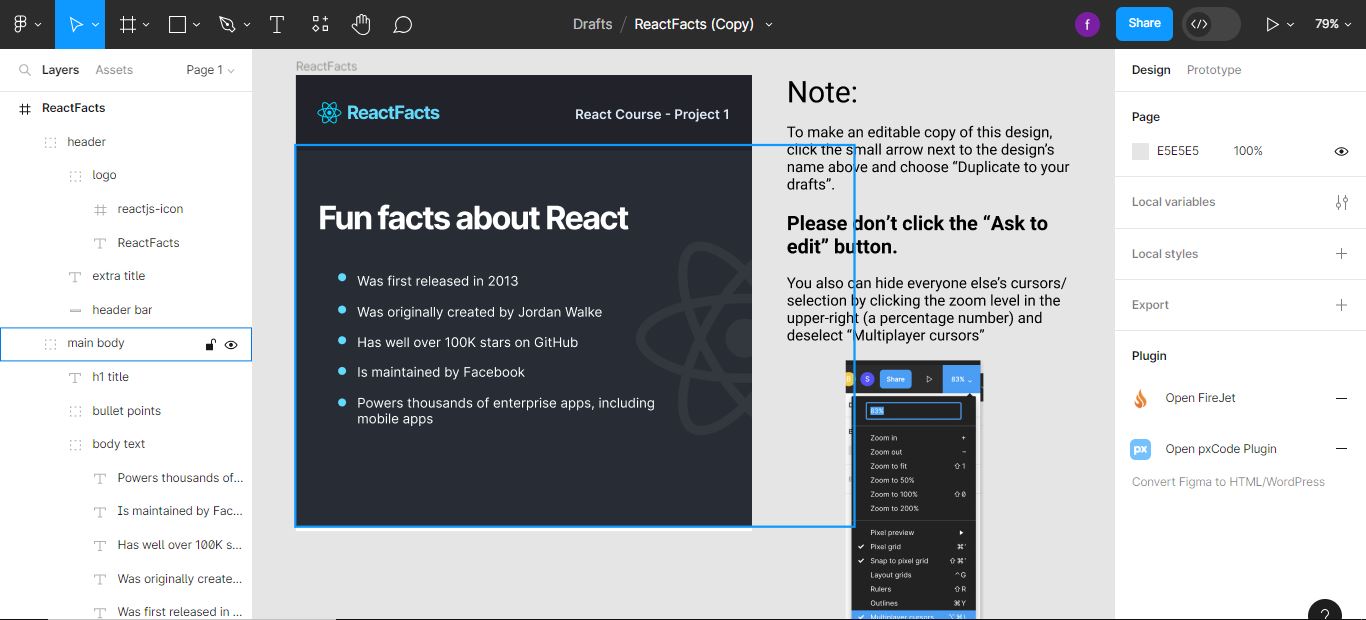 Drafts / ReactFacts (Copy)
f
Share
79%
Layers
Assets
Page 1
ReactFacts
header
logo
reactjs-icon
ReactFacts
extra title
header bar
main body
h1 title
bullet points
body text
Powers thousands of...
Is maintained by Fac...
Has well over 100K s...
Was originally create...
Was first released in ...
ReactFacts
ReactFacts
React Course - Project 1
Fun facts about React
Was first released in 2013
Was originally created by Jordan Walke
Has well over 100K stars on GitHub
Is maintained by Facebook
Powers thousands of enterprise apps, including
mobile apps
Note:
To make an editable copy of this design,
click the small arrow next to the design’s
name above and choose “Duplicate to your
drafts”.
Please don’t click the “Ask to
edit” button.
You also can hide everyone else’s cursors/
selection by clicking the zoom level in the
upper-right (a percentage number) and
deselect “Multiplayer cursors”
S
Share
83%
83%
Zoom in +
Zoom out −
Zoom to fit ⇧1
Zoom to 50%
Zoom to 100% ⇧0
Zoom to 200%
Pixel preview
Pixel grid ⌘'
Snap to pixel grid ⇧⌘'
Layout grids ^G
Rulers ⇧R
Outlines ⌘Y
Multiplayer cursors
Design
Prototype
Page
E5E5E5 100%
Local variables
Local styles
Export
Plugin
Open FireJet
px
Open pxCode Plugin
Convert Figma to HTML/WordPress
?